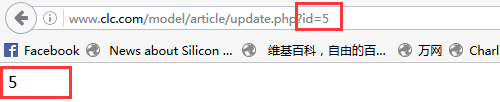 www.clc.com/model/article/update.php?id=5
Facebook News about Silicon ... 维基百科，自由的百... 万网 Charl
5